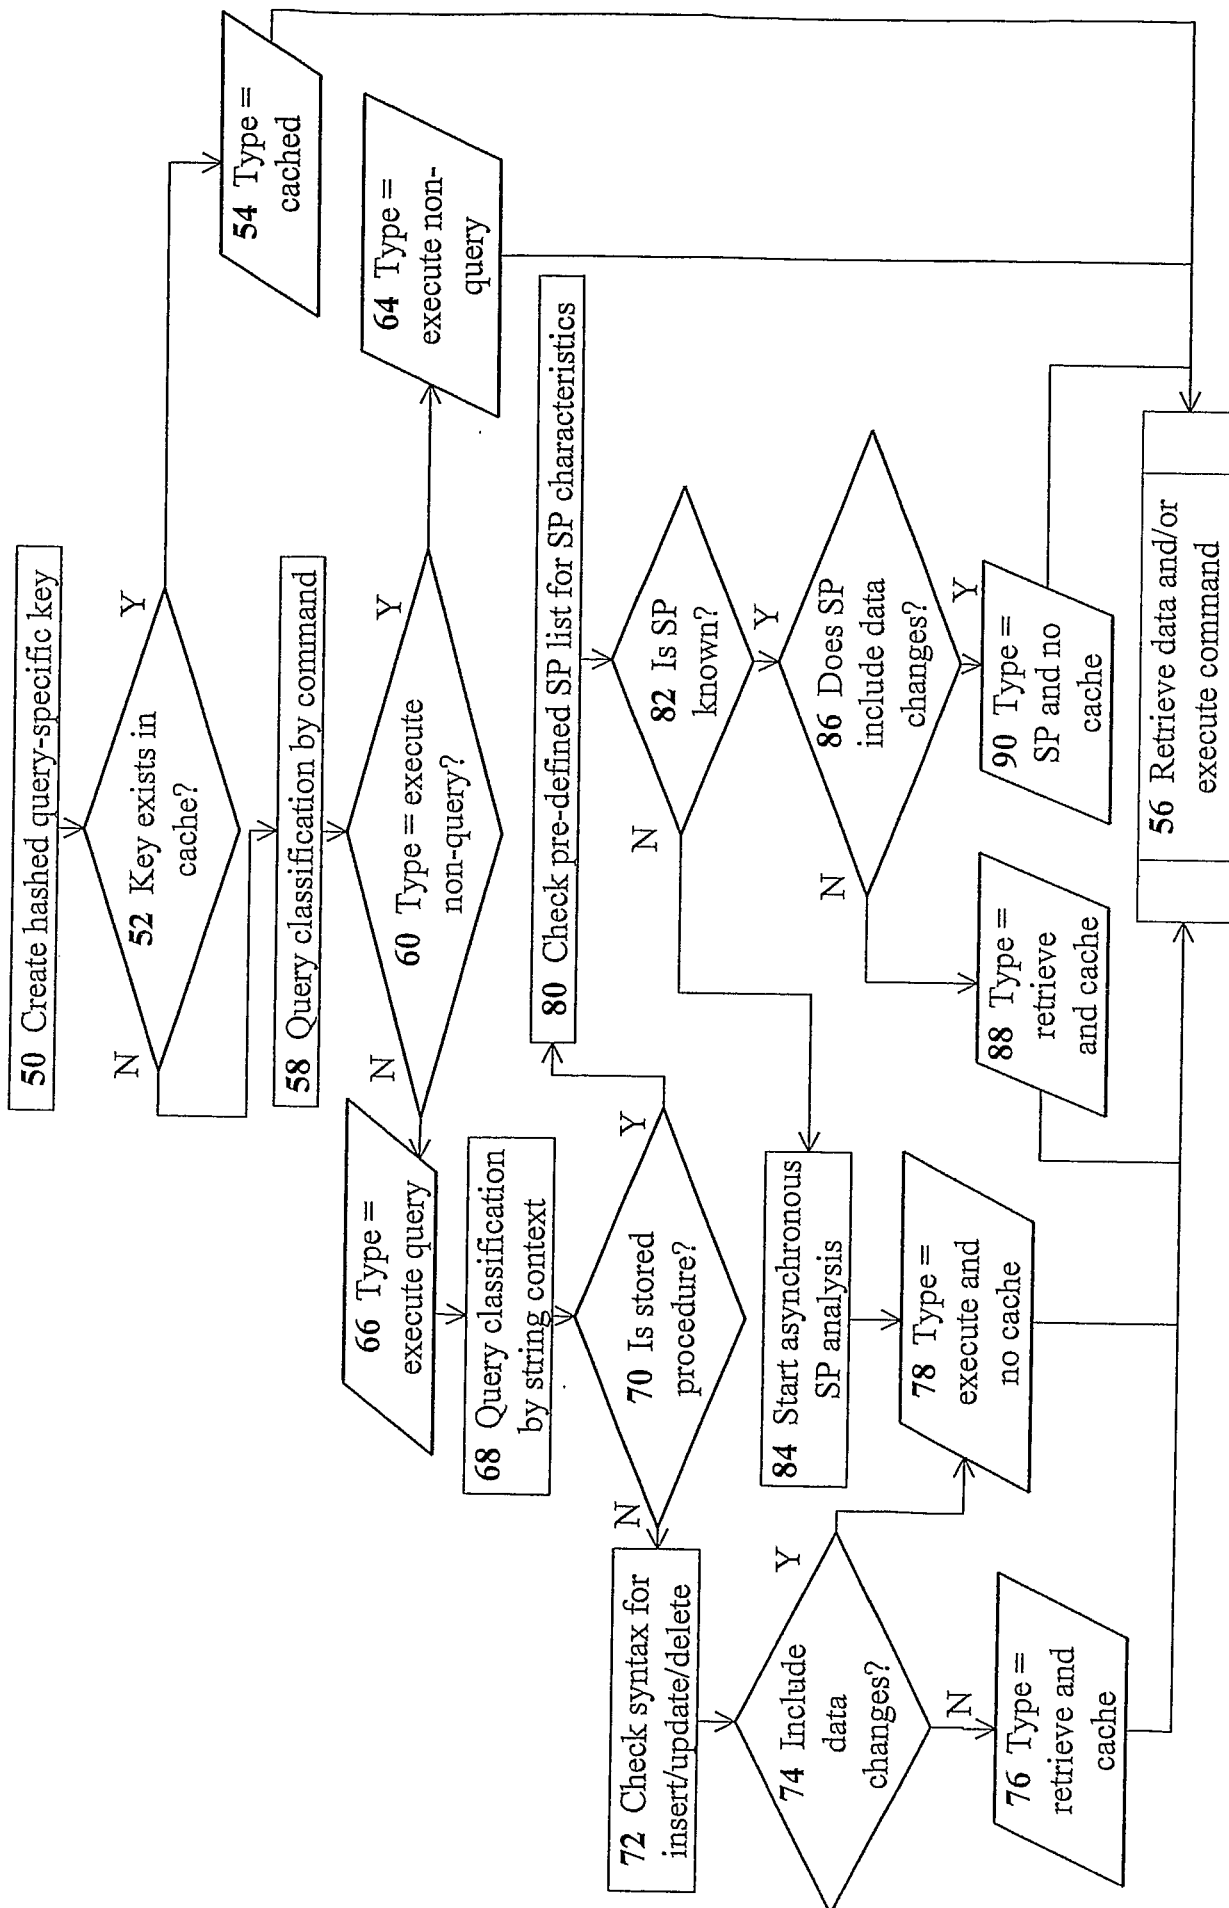 50 Create hashed query-specific key
52 Key exists in
cache?
Y
N
54 Type =
cached
58 Query classification by command
60 Type = execute
non-query?
Y
N
64 Type =
execute non-
query
66 Type =
execute query
68 Query classification
by string context
70 Is stored
procedure?
Y
N
80 Check pre-defined SP list for SP characteristics
82 Is SP
known?
N
Y
72 Check syntax for
insert/update/delete
84 Start asynchronous
SP analysis
86 Does SP
include data
changes?
N
Y
74 Include
data
changes?
Y
N
76 Type =
retrieve and
cache
78 Type =
execute and
no cache
88 Type =
retrieve
and cache
90 Type =
SP and no
cache
56 Retrieve data and/or
execute command